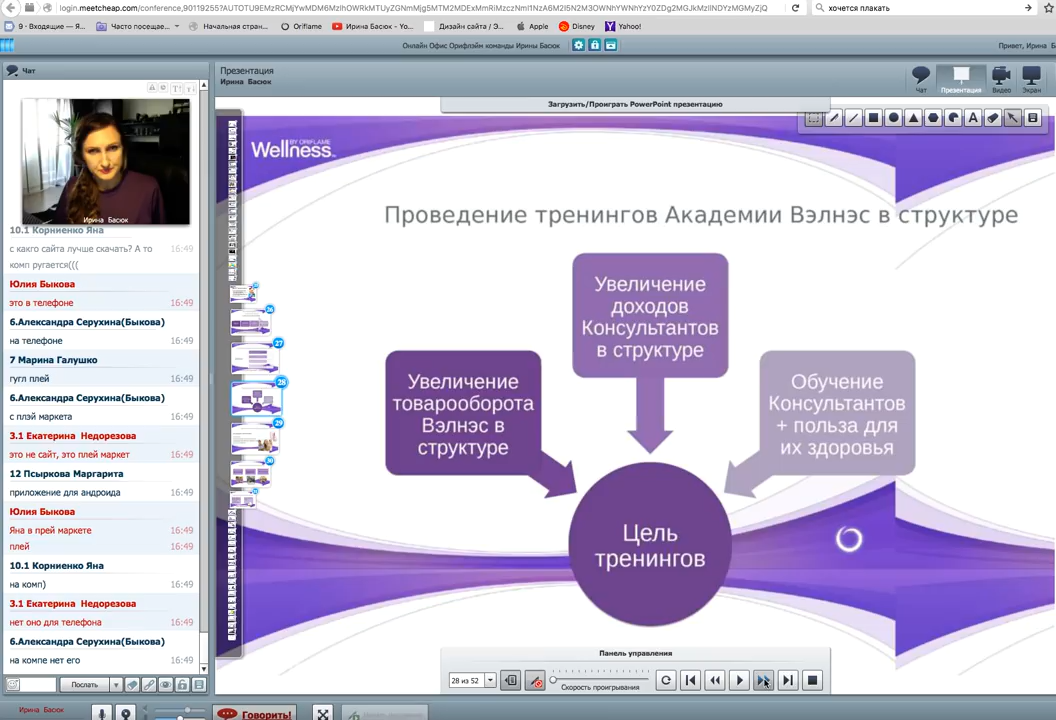 login.meetcheap.com/conference,90119255?AUTOTU9EMzRCMjYwMDM6MzIhOWRkMTUyZGNmMjg5MTM2MDExMmRiMzczNmI1NzA6M2I5N2M3OWNhYWNhYzY0ZDg2MGJkMzllNDYzMGMyZjQ
хочется плакать
9 - Входящие — Я...
Часто посещае...
Начальная стран...
Oriflame
Ирина Басюк - Yo...
Дизайн сайта / Э...
Apple
Disney
Yahoo!
Онлайн Офис Орифлэйм команды Ирины Басюк
Привет, Ирина Б
Чат
Ирина Басюк
10.1 Корниенко Яна
с какго сайта лучше скачать? А то
комп ругается(((
16:49
Юлия Быкова
это в телефоне
16:49
6.Александра Серухина(Быкова)
на телефоне
16:49
7 Марина Галушко
гугл плей
16:49
6.Александра Серухина(Быкова)
с плэй маркета
16:49
3.1 Екатерина Недорезова
это не сайт, это плей маркет
16:49
12 Псыркова Маргарита
приложение для андроида
16:49
Юлия Быкова
Яна в прей маркете
16:49
плей
16:49
10.1 Корниенко Яна
на комп)
16:49
3.1 Екатерина Недорезова
нет оно для телефона
16:49
6.Александра Серухина(Быкова)
на компе нет его
16:49
Послать
Ирина Басюк
Говорить!
Презентация
Ирина Басюк
Чат
Презентация
Видео
Экран
Загрузить/Проиграть PowerPoint презентацию
Wellness
BY ORIFLAME
Проведение тренингов Академии Вэлнэс в структуре
Увеличение
доходов
Консультантов
в структуре
Увеличение
товарооборота
Вэлнэс в
структуре
Обучение
Консультантов
+ польза для
их здоровья
Цель
тренингов
26
27
28
29
30
Панель управления
28 из 52
Скорость проигрывания